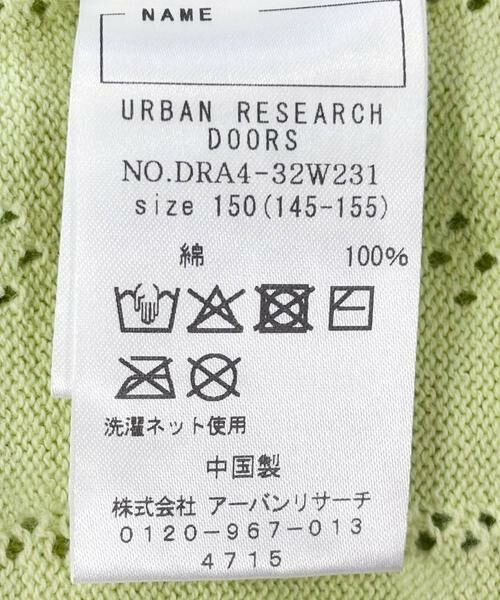 NAME
URBAN RESEARCH
DOORS
NO.DRA4-32W231
size 150(145-155)
綿 100%
洗濯ネット使用
中国製
株式会社 アーバンリサーチ
0120-967-013
4715